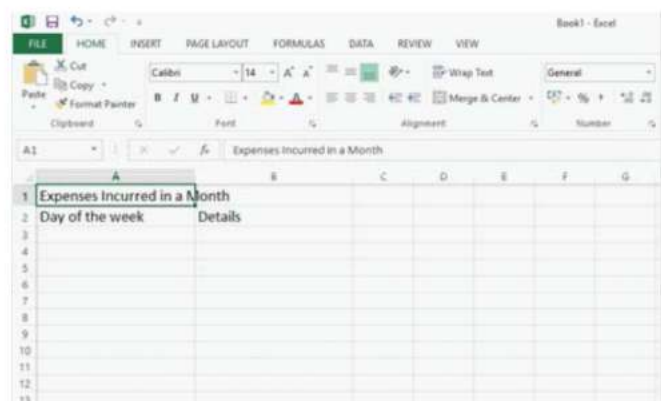 Book1 - Excel
FILE HOME INSERT PAGE LAYOUT FORMULAS DATA REVIEW VIEW
Cut
Copy
Format Painter
Paste
Calibri 14 A A
Wrap Text
General
B I U A
Merge & Center
%
Clipboard Font Alignment Number
A1 fx Expenses Incurred in a Month
A B C D E F G
1 Expenses Incurred in a Month
2 Day of the week Details
3
4
5
6
7
8
9
10
11
12
13